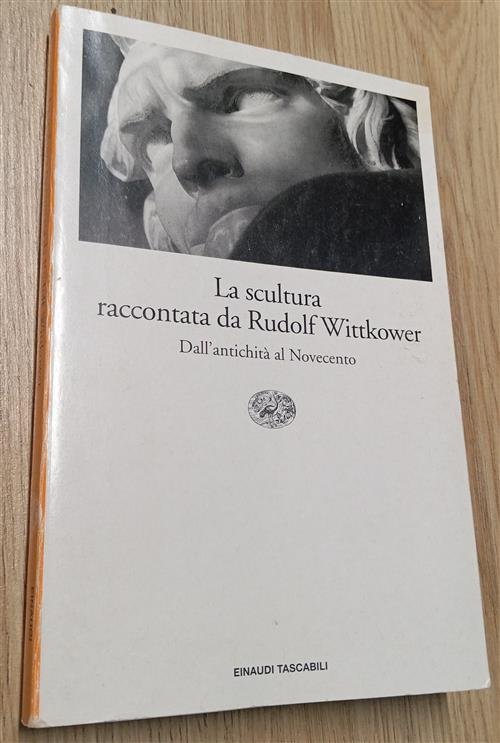 La scultura
raccontata da Rudolf Wittkower
Dall'antichità al Novecento
EINAUDI TASCABILI